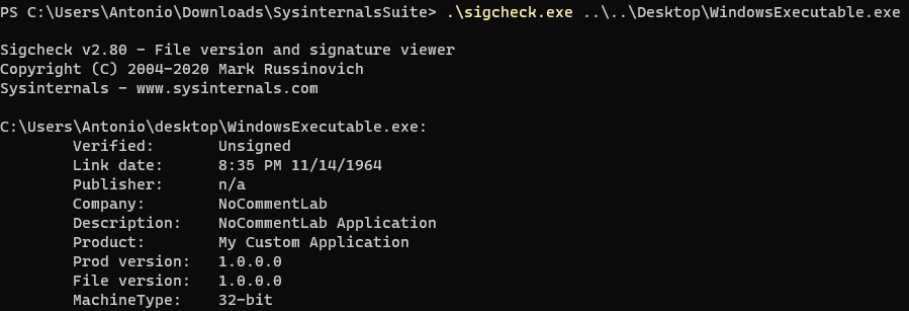 PS C:\Users\Antonio\Downloads\SysinternalsSuite> .\sigcheck.exe ..\..\Desktop\WindowsExecutable.exe
Sigcheck v2.80 - File version and signature viewer
Copyright (C) 2004-2020 Mark Russinovich
Sysinternals - www.sysinternals.com
C:\Users\Antonio\desktop\WindowsExecutable.exe:
Verified: Unsigned
Link date: 8:35 PM 11/14/1964
Publisher: n/a
Company: NoCommentLab
Description: NoCommentLab Application
Product: My Custom Application
Prod version: 1.0.0.0
File version: 1.0.0.0
MachineType: 32-bit